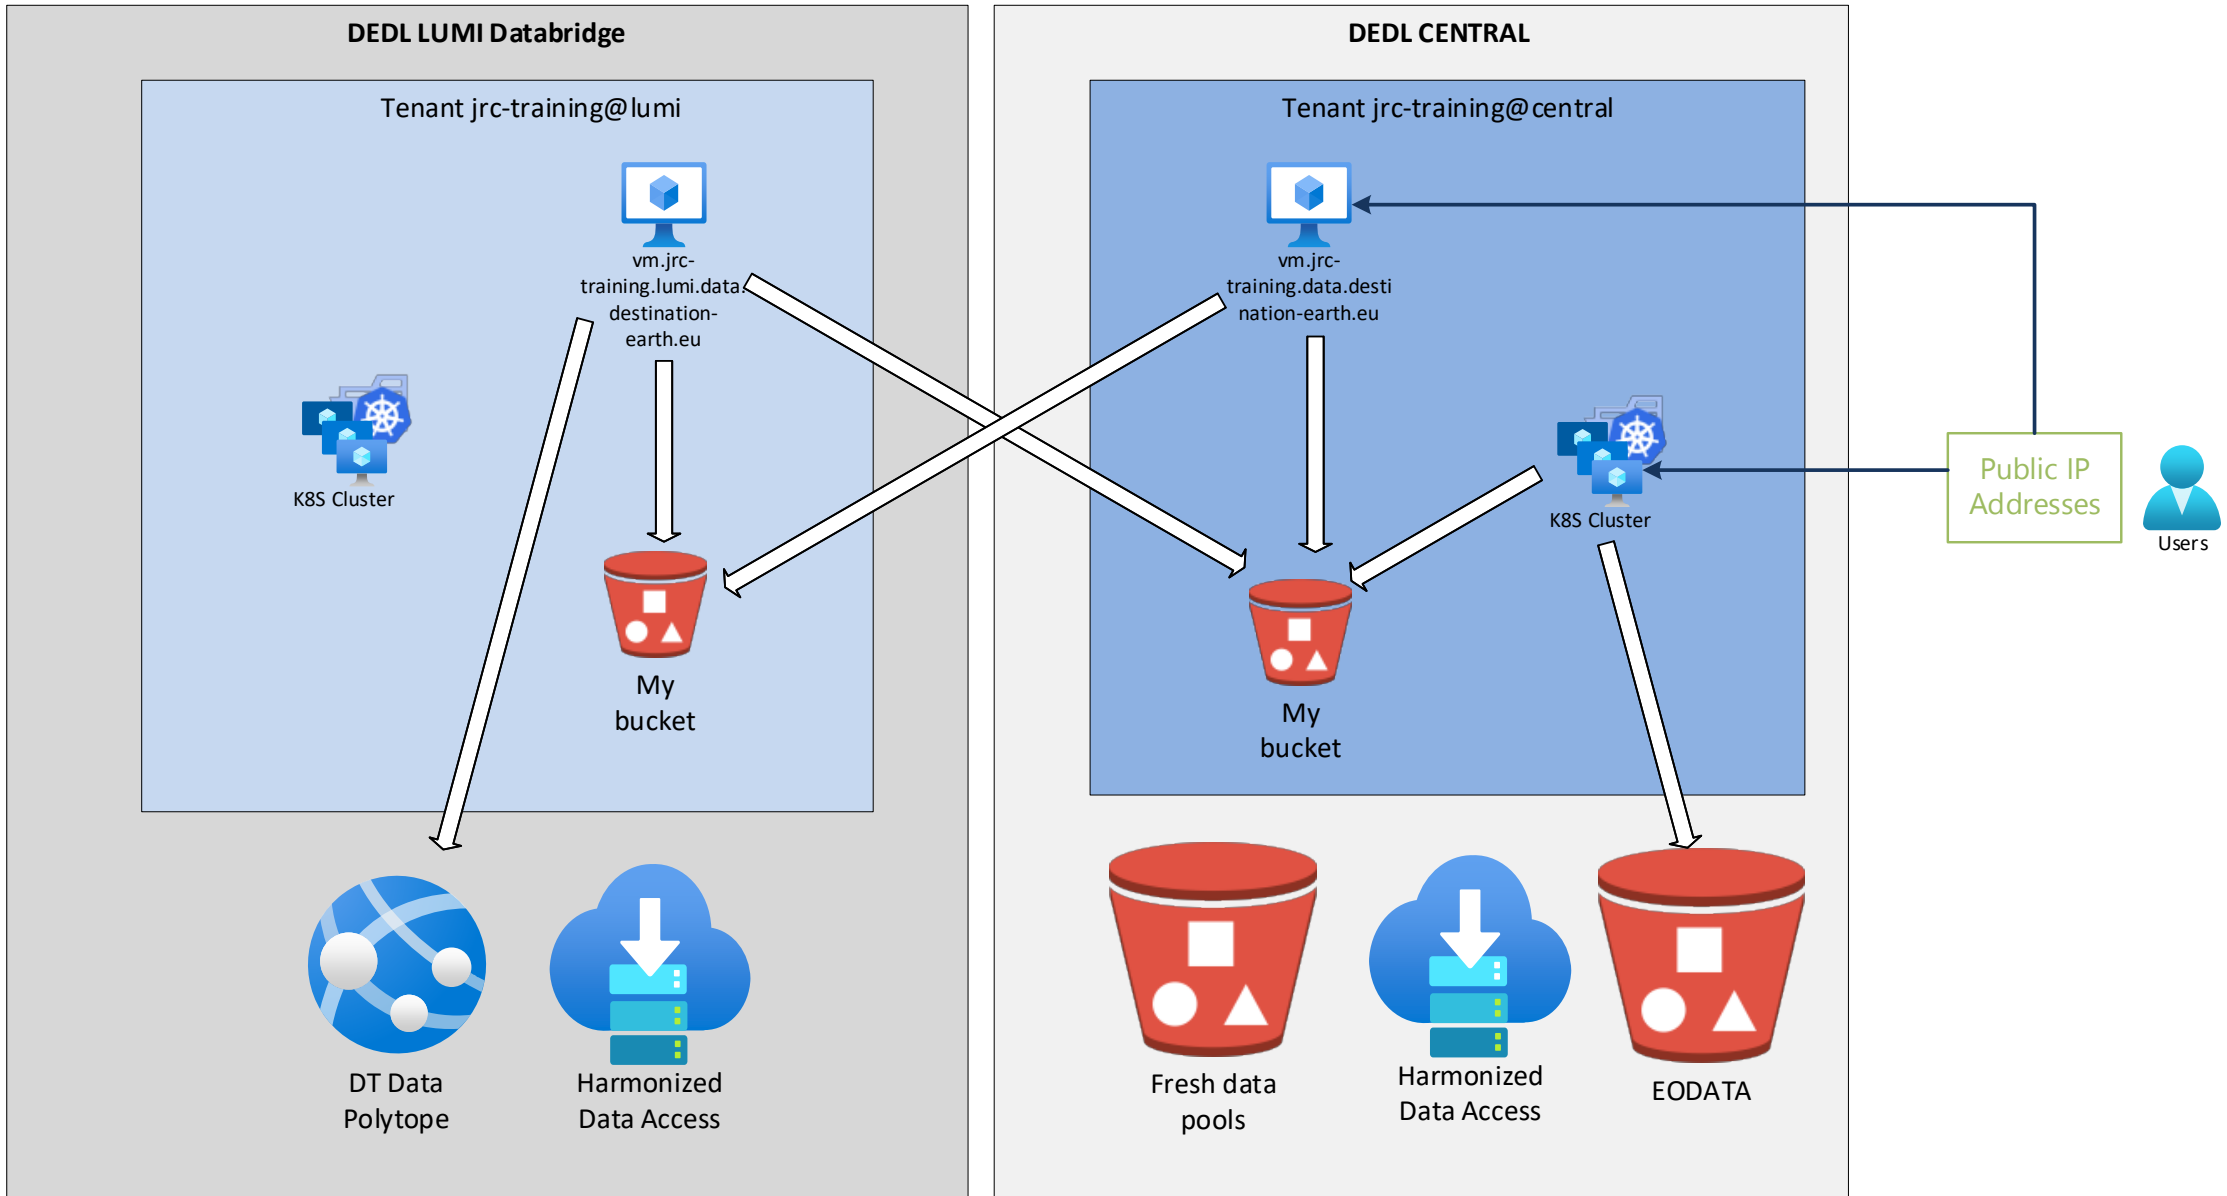 DEDL LUMI Databridge
Tenant jrc-training@lumi
vm.jrc-
training.lumi.data.
destination-
earth.eu
K8S Cluster
My
bucket
DT Data
Polytope
Harmonized
Data Access
DEDL CENTRAL
Tenant jrc-training@central
vm.jrc-
training.data.desti
nation-earth.eu
K8S Cluster
My
bucket
Fresh data
pools
Harmonized
Data Access
EODATA
Public IP
Addresses
Users